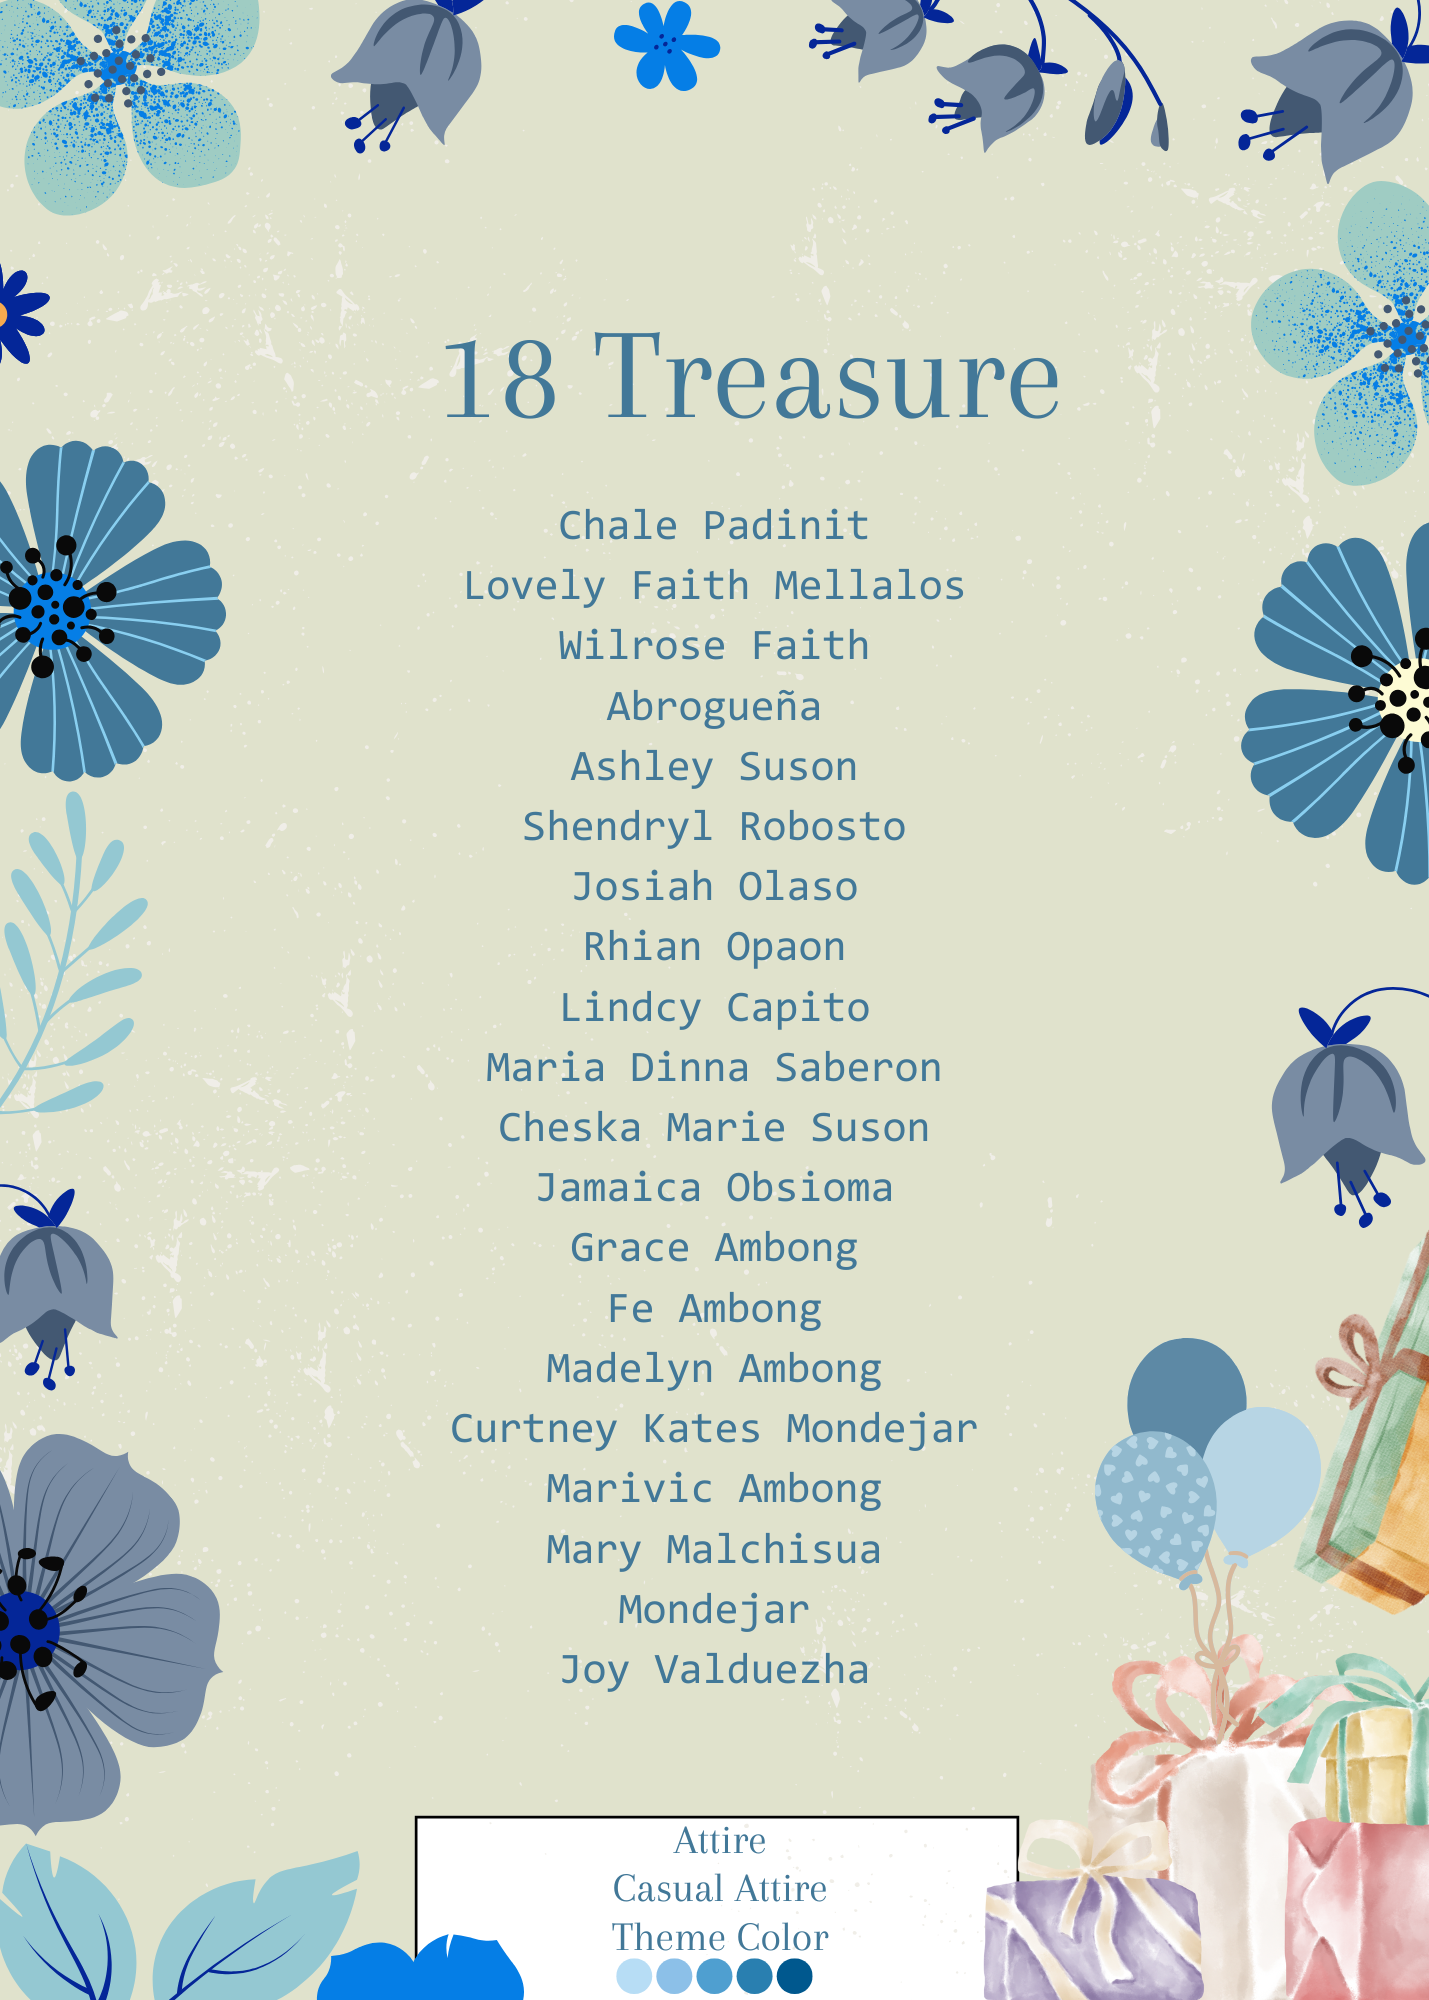 18 Treasure
Chale Padinit
Lovely Faith Mellalos
Wilrose Faith
Abrogueña
Ashley Suson
Shendryl Robosto
Josiah Olaso
Rhian Opaon
Lindcy Capito
Maria Dinna Saberon
Cheska Marie Suson
Jamaica Obsioma
Grace Ambong
Fe Ambong
Madelyn Ambong
Curtney Kates Mondejar
Marivic Ambong
Mary Malchisua
Mondejar
Joy Valduezha
Attire
Casual Attire
Theme Color